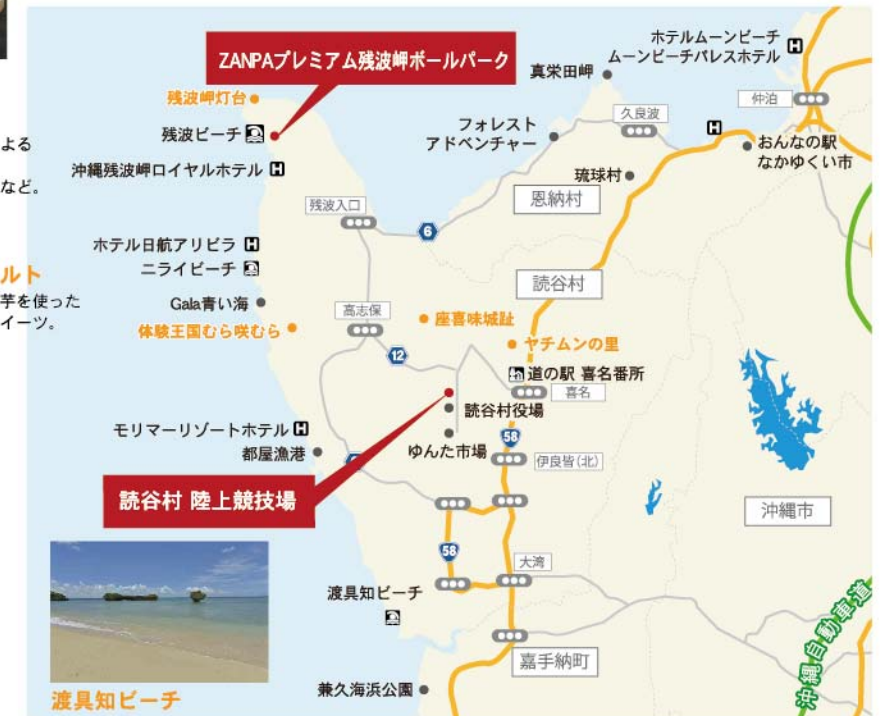 ZANPAプレミアム残波岬ボールパーク
ホテルムーンビーチ
ムーンビーチパレスホテル
真栄田岬
残波岬灯台
仲泊
久良波
フォレスト
アドベンチャー
残波ビーチ
おんなの駅
なかゆくい市
による
沖縄残波岬ロイヤルホテル
琉球村
など。
残波入口
恩納村
6
ホテル日航アリビラ
ニライビーチ
ルト
読谷村
芋を使った
イーツ。
Gala青い海
高志保
座喜味城趾
体験王国むら咲むら
ヤチムンの里
12
道の駅 喜名番所
喜名
読谷村役場
モリマーリゾートホテル
58
ゆんた市場
都屋漁港
伊良皆(北)
読谷村 陸上競技場
沖縄市
58
大湾
渡具知ビーチ
嘉手納町
沖縄自動車道
兼久海浜公園
渡具知ビーチ